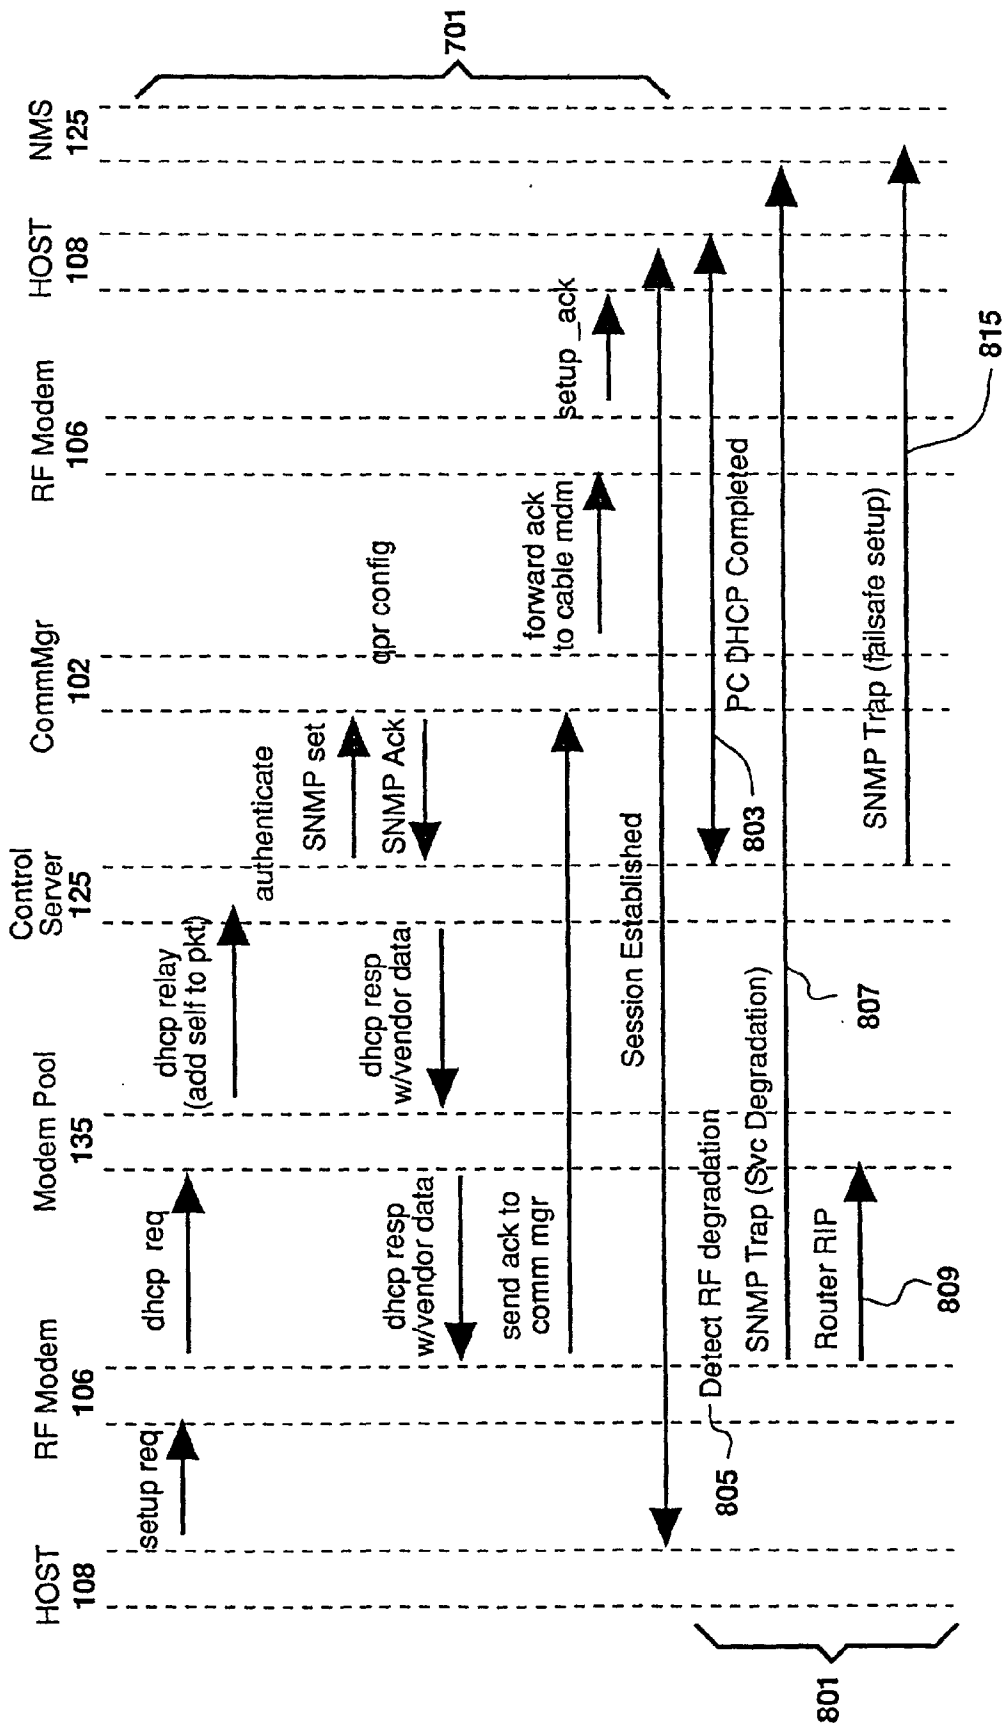 HOST
108
RF Modem
106
Modem Pool
135
Control
Server
125
CommMgr
102
RF Modem
106
HOST
108
NMS
125
setup req
dhcp req
dhcp relay
(add self to pkt)
authenticate
SNMP set
SNMP Ack
qpr config
dhcp resp
w/vendor data
dhcp resp
w/vendor data
send ack to
comm mgr
forward ack
to cable mdm
setup_ack
701
Session Established
803
PC DHCP Completed
805
Detect RF degradation
SNMP Trap (Svc Degradation)
807
Router RIP
809
SNMP Trap (failsafe setup)
815
801